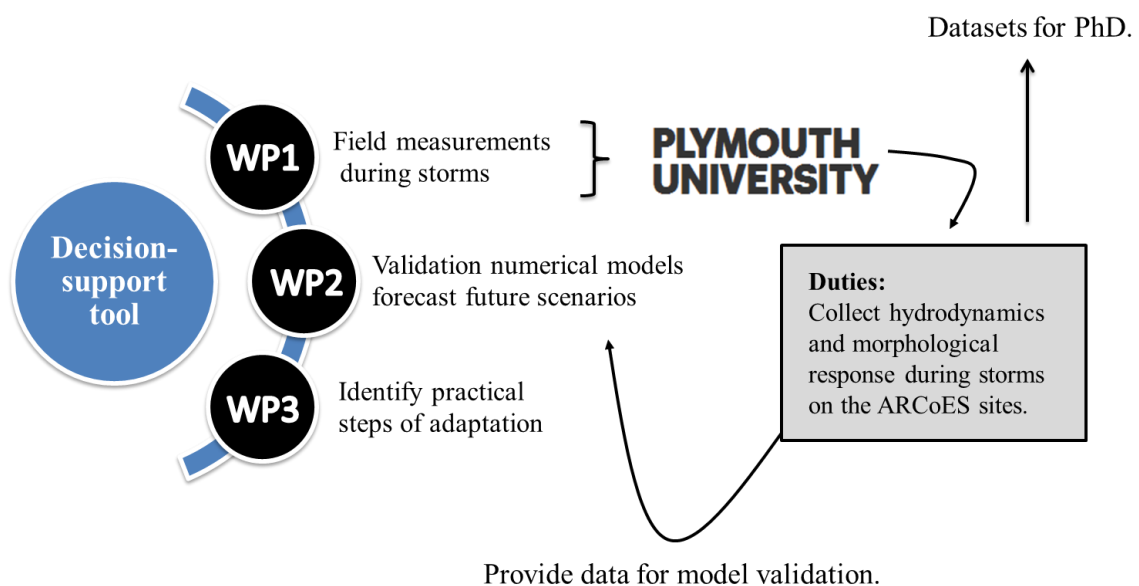 Datasets for PhD.
WP1
Field measurements
during storms
PLYMOUTH
UNIVERSITY
Decision-
support
tool
WP2
Validation numerical models
forecast future scenarios
Duties:
Collect hydrodynamics
and morphological
response during storms
on the ARCoES sites.
WP3
Identify practical
steps of adaptation
Provide data for model validation.